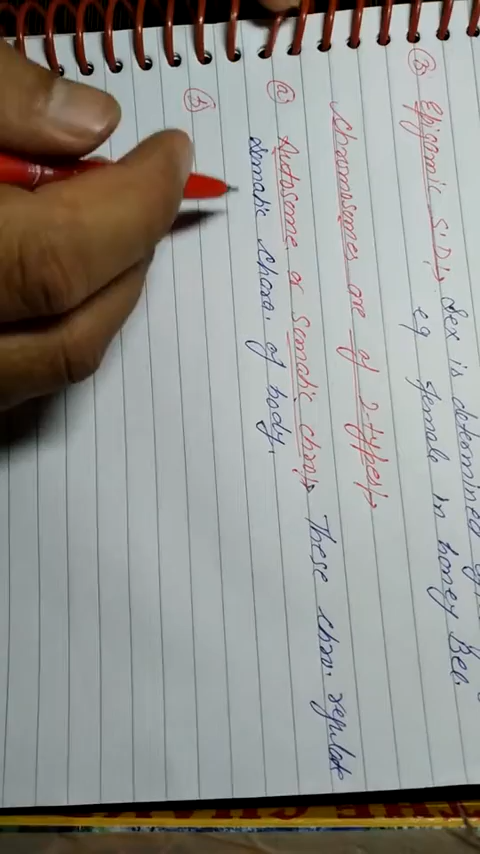 (B) Epigamic S.D:→ Sex is determined
eg female in honey Bee.
Chromosomes are of 2-types:→
(a) Autosome or Somatic chro:→ These chro. regulate
somatic chara. of body.
(b)